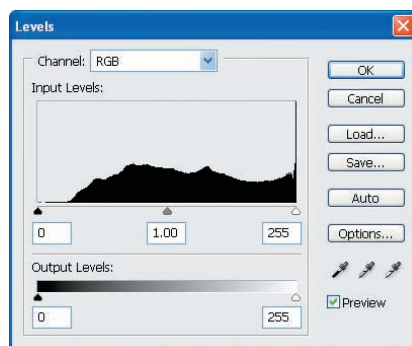 Levels
Channel: RGB
Input Levels:
0 1.00 255
Output Levels:
0 255
OK
Cancel
Load...
Save...
Auto
Options...
Preview